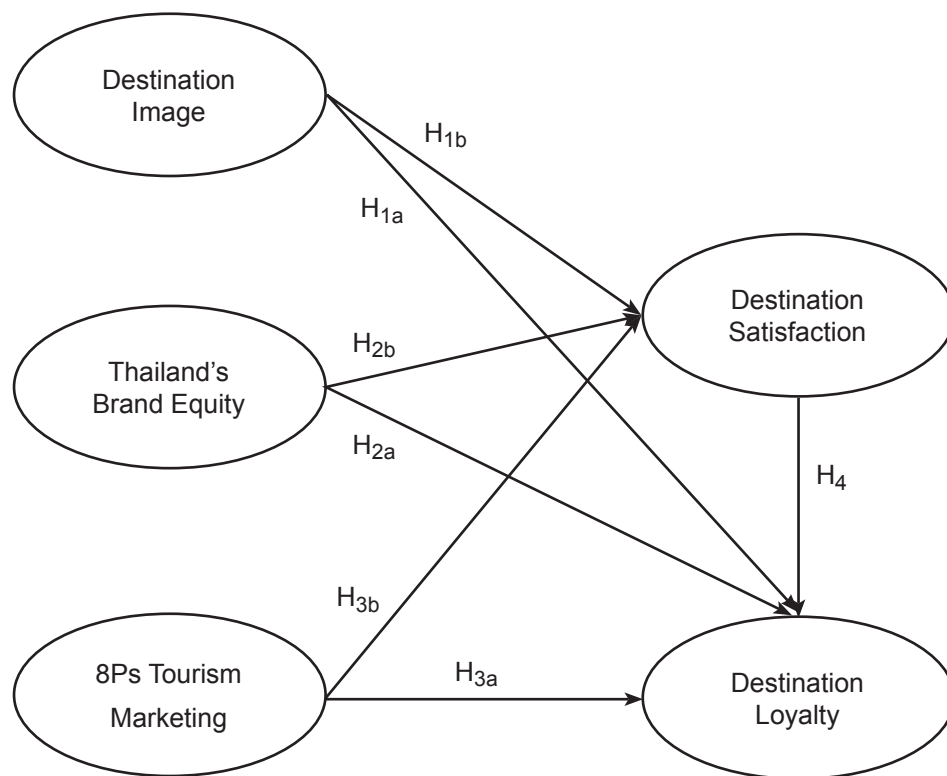 Destination
Image
H1b
H1a
Destination
Satisfaction
H2b
Thailand’s
Brand Equity
H2a
H4
H3b
8Ps Tourism
Marketing
H3a
Destination
Loyalty